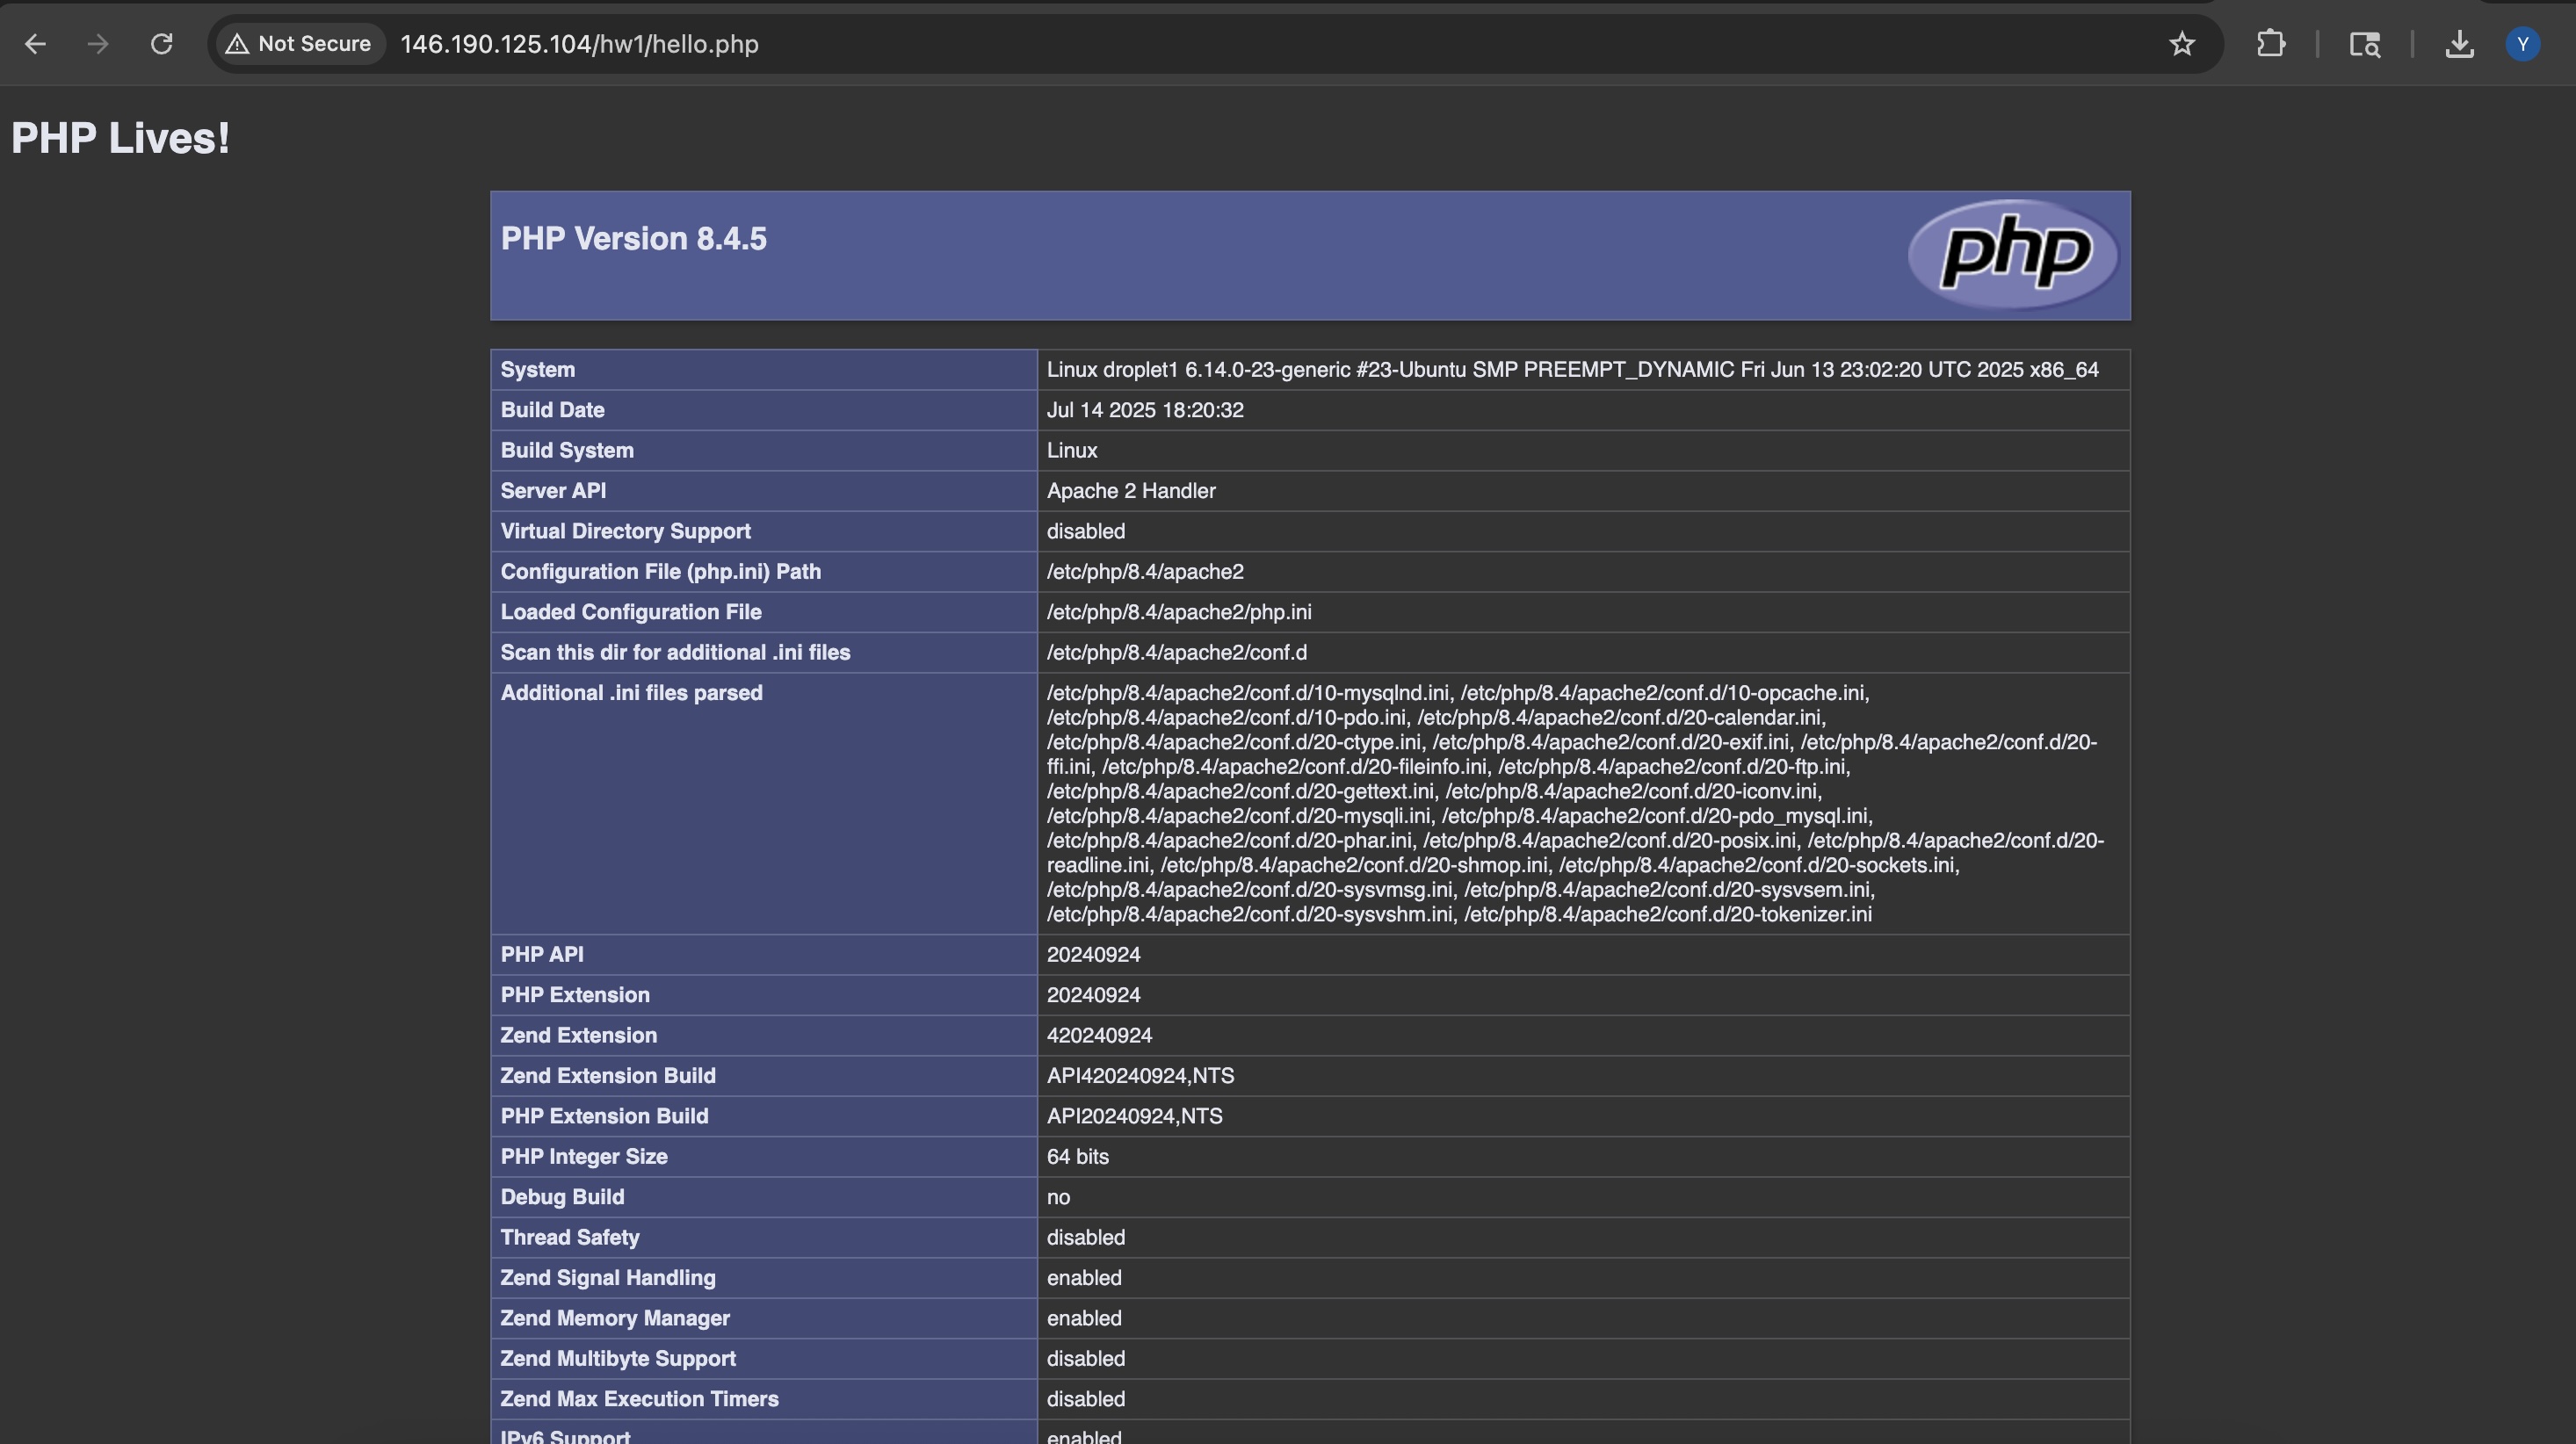 Not Secure 146.190.125.104/hw1/hello.php Y
PHP Lives!
PHP Version 8.4.5
php
System Linux droplet1 6.14.0-23-generic #23-Ubuntu SMP PREEMPT_DYNAMIC Fri Jun 13 23:02:20 UTC 2025 x86_64
Build Date Jul 14 2025 18:20:32
Build System Linux
Server API Apache 2 Handler
Virtual Directory Support disabled
Configuration File (php.ini) Path /etc/php/8.4/apache2
Loaded Configuration File /etc/php/8.4/apache2/php.ini
Scan this dir for additional .ini files /etc/php/8.4/apache2/conf.d
Additional .ini files parsed /etc/php/8.4/apache2/conf.d/10-mysqlnd.ini, /etc/php/8.4/apache2/conf.d/10-opcache.ini,
/etc/php/8.4/apache2/conf.d/10-pdo.ini, /etc/php/8.4/apache2/conf.d/20-calendar.ini,
/etc/php/8.4/apache2/conf.d/20-ctype.ini, /etc/php/8.4/apache2/conf.d/20-exif.ini, /etc/php/8.4/apache2/conf.d/20-
ffi.ini, /etc/php/8.4/apache2/conf.d/20-fileinfo.ini, /etc/php/8.4/apache2/conf.d/20-ftp.ini,
/etc/php/8.4/apache2/conf.d/20-gettext.ini, /etc/php/8.4/apache2/conf.d/20-iconv.ini,
/etc/php/8.4/apache2/conf.d/20-mysqli.ini, /etc/php/8.4/apache2/conf.d/20-pdo_mysql.ini,
/etc/php/8.4/apache2/conf.d/20-phar.ini, /etc/php/8.4/apache2/conf.d/20-posix.ini, /etc/php/8.4/apache2/conf.d/20-
readline.ini, /etc/php/8.4/apache2/conf.d/20-shmop.ini, /etc/php/8.4/apache2/conf.d/20-sockets.ini,
/etc/php/8.4/apache2/conf.d/20-sysvmsg.ini, /etc/php/8.4/apache2/conf.d/20-sysvsem.ini,
/etc/php/8.4/apache2/conf.d/20-sysvshm.ini, /etc/php/8.4/apache2/conf.d/20-tokenizer.ini
PHP API 20240924
PHP Extension 20240924
Zend Extension 420240924
Zend Extension Build API420240924,NTS
PHP Extension Build API20240924,NTS
PHP Integer Size 64 bits
Debug Build no
Thread Safety disabled
Zend Signal Handling enabled
Zend Memory Manager enabled
Zend Multibyte Support disabled
Zend Max Execution Timers disabled
IPv6 Support enabled